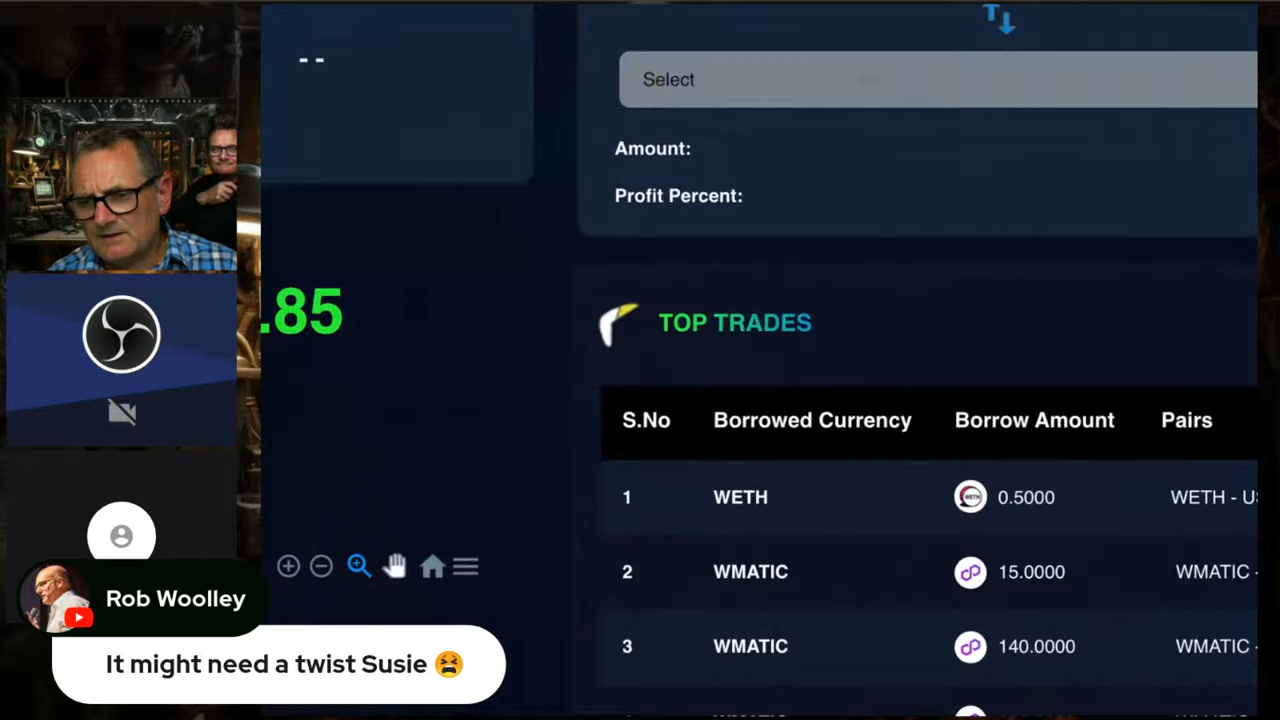 --
Select
Amount:
Profit Percent:
.85
TOP TRADES
S.No Borrowed Currency Borrow Amount Pairs
1 WETH WETH 0.5000 WETH - U
2 WMATIC 15.0000 WMATIC -
3 WMATIC 140.0000 WMATIC -
Rob Woolley
It might need a twist Susie 😫